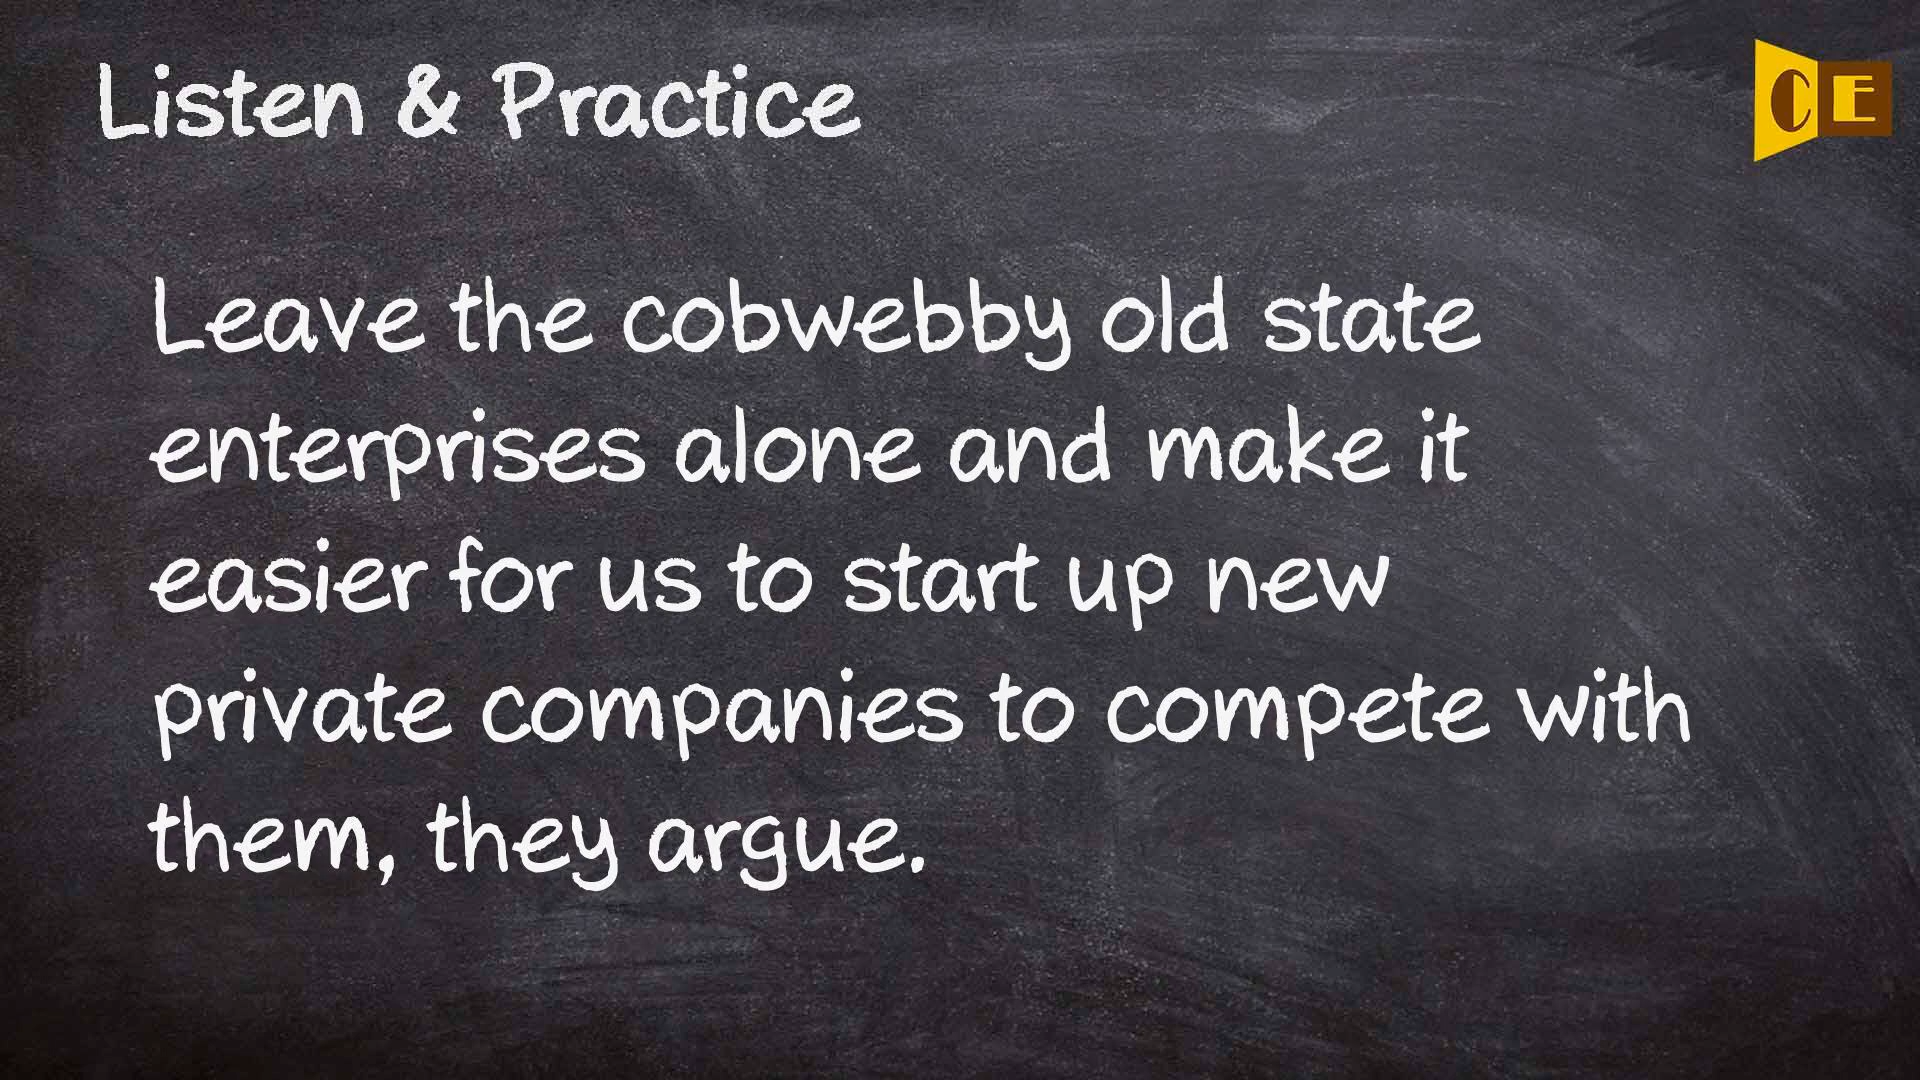 Listen & Practice
CE
Leave the cobwebby old state
enterprises alone and make it
easier for us to start up new
private companies to compete with
them, they argue.